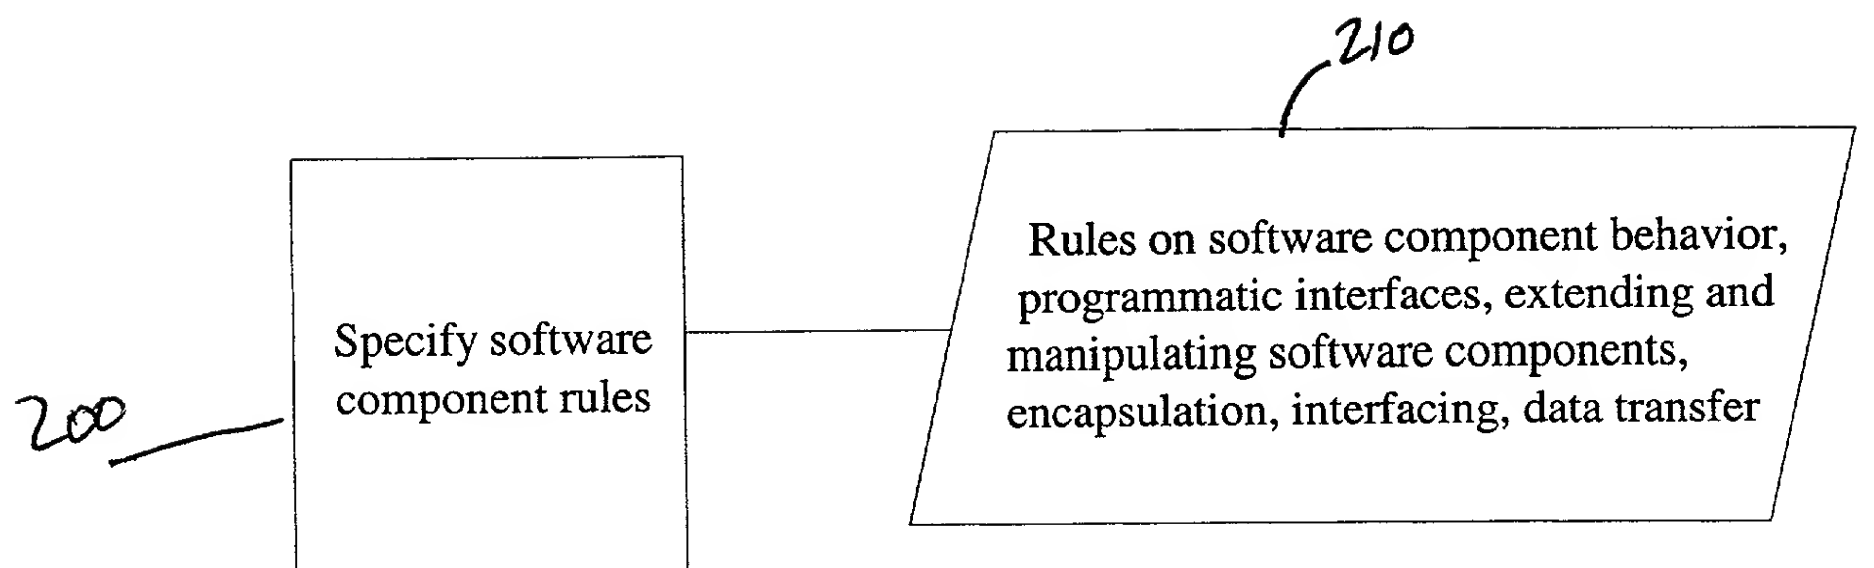 210
Rules on software component behavior,
programmatic interfaces, extending and
manipulating software components,
encapsulation, interfacing, data transfer
Specify software
component rules
200